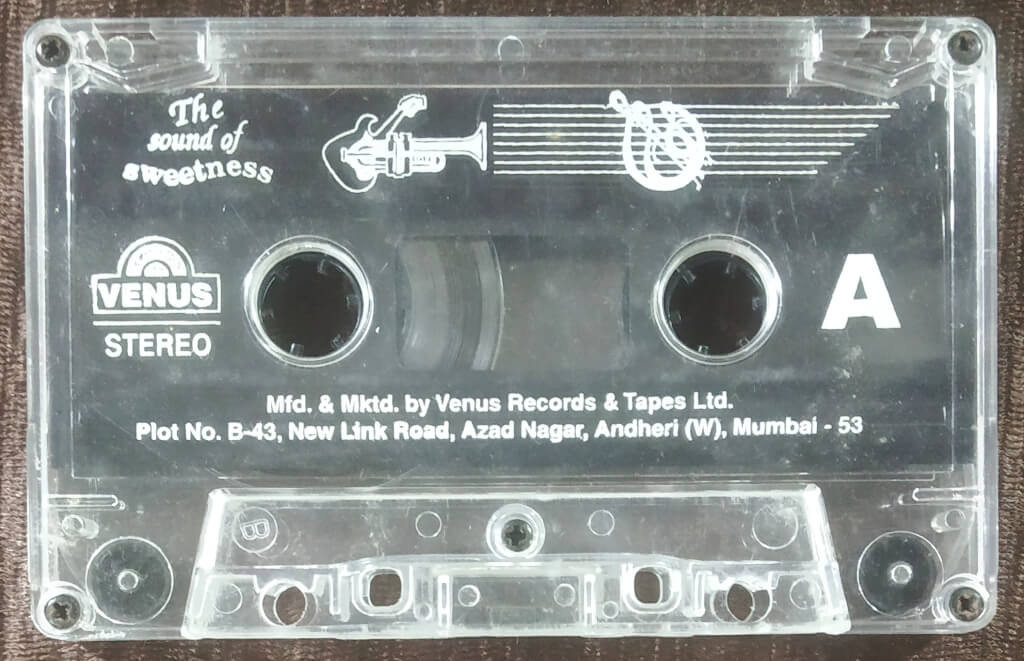 The
sound of
sweetness
VENUS
STEREO
A
Mfd. & Mktd. by Venus Records & Tapes Ltd.
Plot No. B-43, New Link Road, Azad Nagar, Andheri (W), Mumbai - 53
B